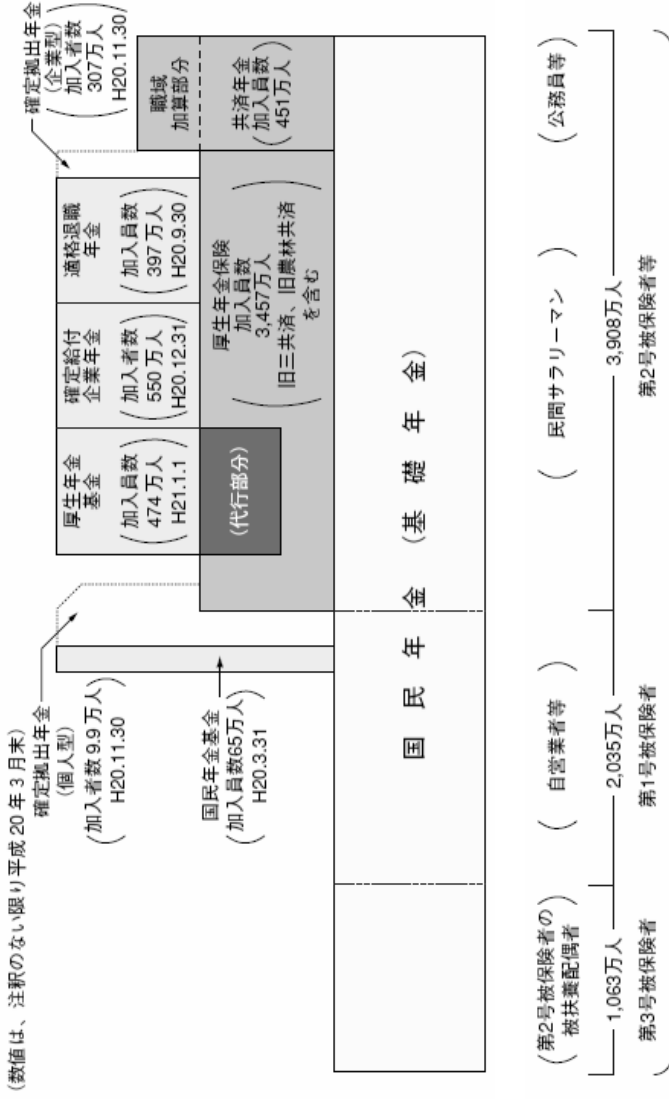 (数値は、注釈のない限り平成20年3月末)
確定拠出年金
(個人型)
(加入者数9.9万人)
H20.11.30
国民年金基金
(加入員数65万人)
H20.3.31
厚生年金
基金
(加入員数
474万人
H21.1.1)
確定給付
企業年金
(加入者数
550万人
H20.12.31)
適格退職
年金
(加入員数
397万人
H20.9.30)
確定拠出年金
(企業型)
加入者数
307万人
H20.11.30
(代行部分)
厚生年金保険
加入員数
3,457万人
(旧三共済、旧農林共済
を含む)
職域
加算部分
共済年金
(加入員数
451万人)
国民年金(基礎年金)
(第2号被保険者の
被扶養配偶者)
(自営業者等)
(民間サラリーマン)
(公務員等)
1,063万人
2,035万人
3,908万人
第3号被保険者
第1号被保険者
第2号被保険者等